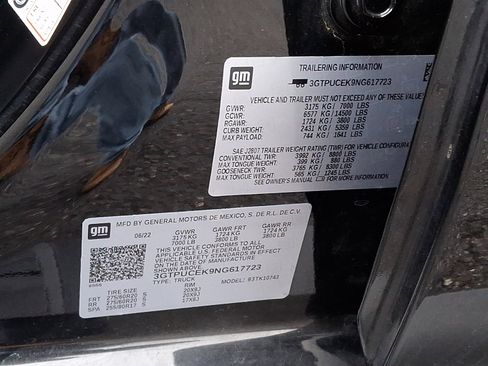 gm
TRAILERING INFORMATION
3GTPUCEK9NG617723
VEHICLE AND TRAILER MUST NOT EXCEED ANY OF THESE
GVWR: 3175 KG / 7000 LBS
GCWR: 6577 KG / 14500 LBS
RGAWR: 1724 KG / 3800 LBS
CURB WEIGHT: 2431 KG / 5359 LBS
MAX PAYLOAD: 744 KG / 1641 LBS
SAE J2807 TRAILER WEIGHT RATING (TWR) FOR VEHICLE CONFIGURA
CONVENTIONAL TWR: 3992 KG / 8800 LBS
MAX TONGUE WEIGHT: 399 KG / 880 LBS
GOOSENECK TWR: 3765 KG / 8300 LBS
MAX TONGUE WEIGHT: 565 KG / 1245 LBS
SEE OWNER'S MANUAL FOR MORE INFORMATION
gm
MFD BY GENERAL MOTORS DE MEXICO, S. DE R.L. DE C.V.
08/22 GVWR GAWR FRT GAWR RR
3175 KG 1724 KG 1724 KG
7000 LB 3800 LB 3800 LB
THIS VEHICLE CONFORMS TO ALL
APPLICABLE U.S. FEDERAL MOTOR
VEHICLE SAFETY STANDARDS
IN EFFECT ON THE DATE OF
MANUFACTURE SHOWN ABOVE.
3GTPUCEK9NG617723
TYPE: TRUCK MODEL: 93TK10743
TIRE SIZE RIM
FRT 275/60R20 S 20X9J
RR 275/60R20 S 20X9J
SPA 255/80R17 S 17X8J